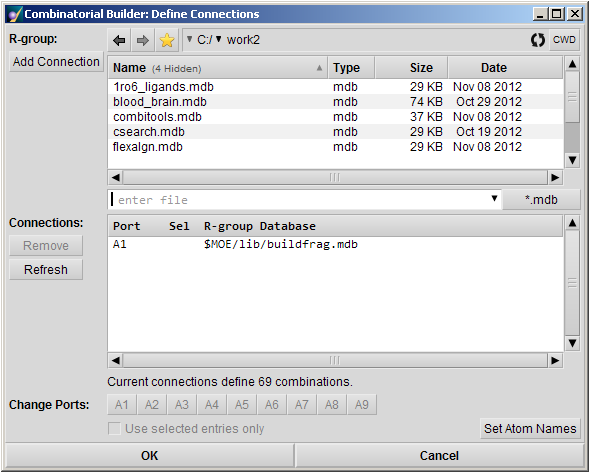 Combinatorial Builder: Define Connections
R-group:
C:/ work2
CWD
Add Connection
Name (4 Hidden) Type Size Date
1ro6_ligands.mdb mdb 29 KB Nov 08 2012
blood_brain.mdb mdb 74 KB Oct 29 2012
combitools.mdb mdb 37 KB Nov 08 2012
csearch.mdb mdb 29 KB Oct 19 2012
flexalgn.mdb mdb 29 KB Nov 08 2012
enter file
*.mdb
Connections:
Remove
Refresh
Port Sel R-group Database
A1 $MOE/lib/buildfrag.mdb
Current connections define 69 combinations.
Change Ports: A1 A2 A3 A4 A5 A6 A7 A8 A9
Use selected entries only
Set Atom Names
OK Cancel